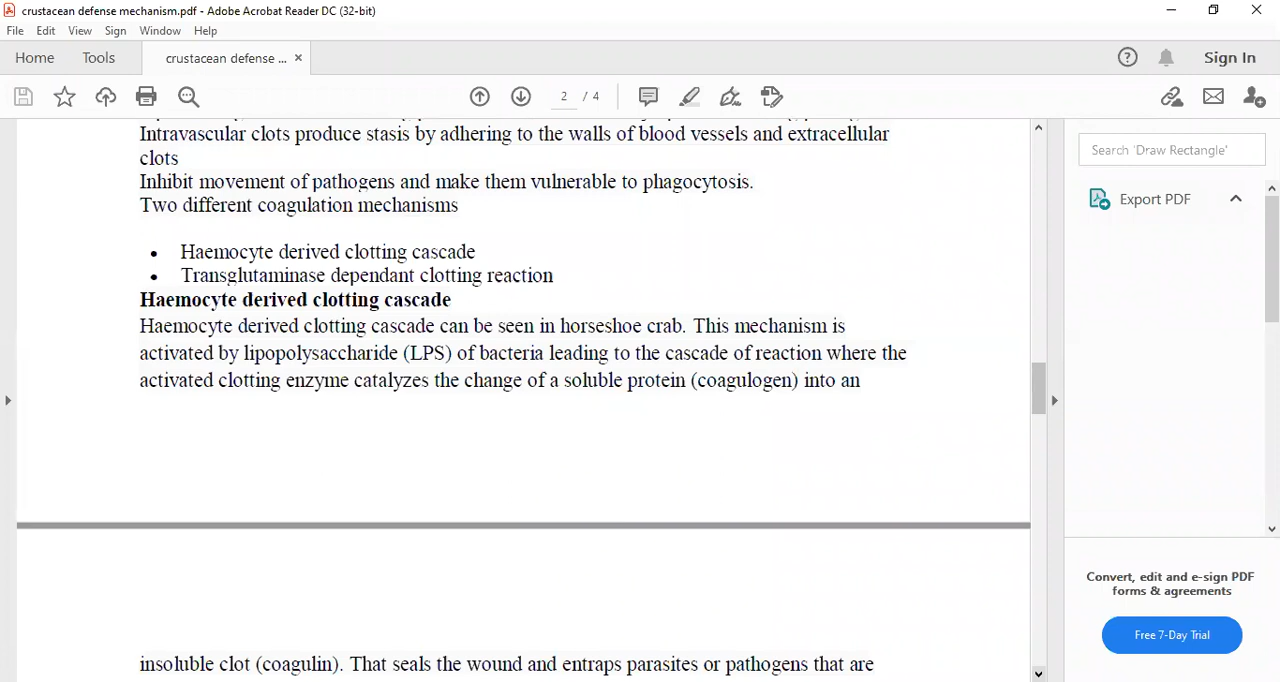 crustacean defense mechanism.pdf - Adobe Acrobat Reader DC (32-bit)
File Edit View Sign Window Help
Home Tools crustacean defense ... × Sign In
2 / 4
Intravascular clots produce stasis by adhering to the walls of blood vessels and extracellular
clots
Inhibit movement of pathogens and make them vulnerable to phagocytosis.
Two different coagulation mechanisms
• Haemocyte derived clotting cascade
• Transglutaminase dependant clotting reaction
Haemocyte derived clotting cascade
Haemocyte derived clotting cascade can be seen in horseshoe crab. This mechanism is
activated by lipopolysaccharide (LPS) of bacteria leading to the cascade of reaction where the
activated clotting enzyme catalyzes the change of a soluble protein (coagulogen) into an
insoluble clot (coagulin). That seals the wound and entraps parasites or pathogens that are
Search 'Draw Rectangle'
Export PDF
Convert, edit and e-sign PDF
forms & agreements
Free 7-Day Trial